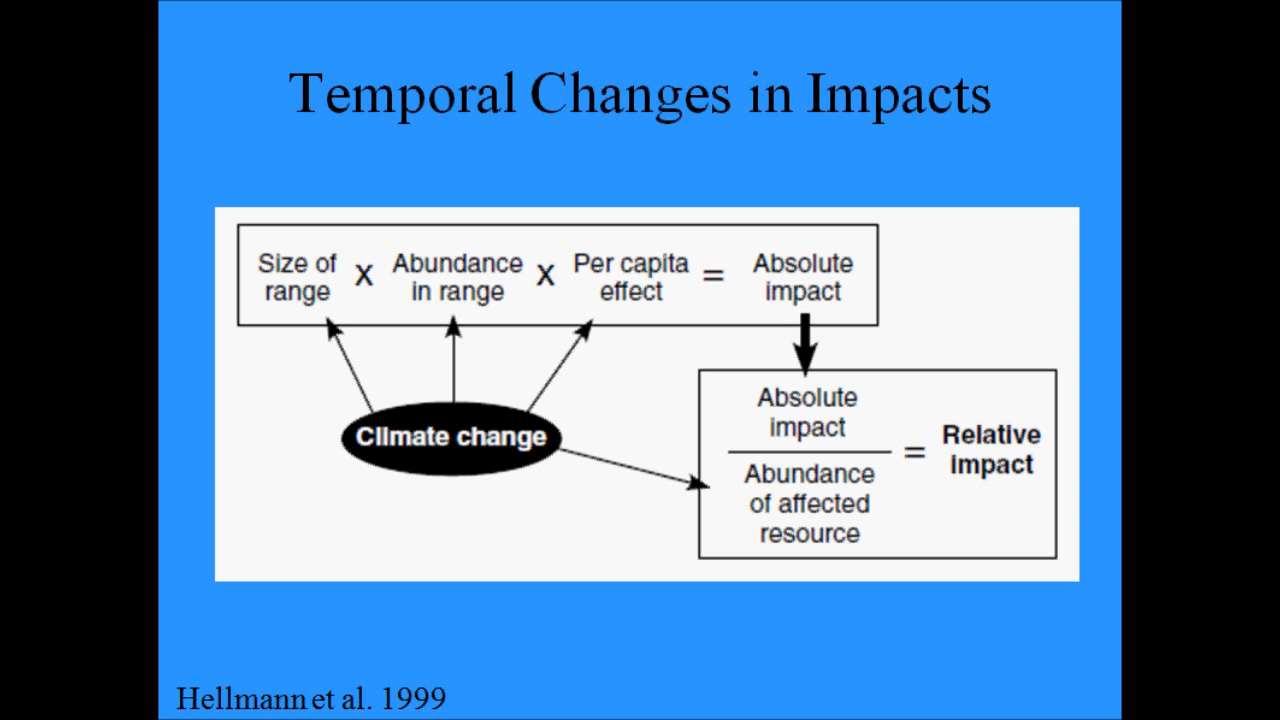 Temporal Changes in Impacts
Size of
range
X
Abundance
in range
X
Per capita
effect
=
Absolute
impact
Climate change
Absolute
impact
Abundance
of affected
resource
=
Relative
impact
Hellmann et al. 1999